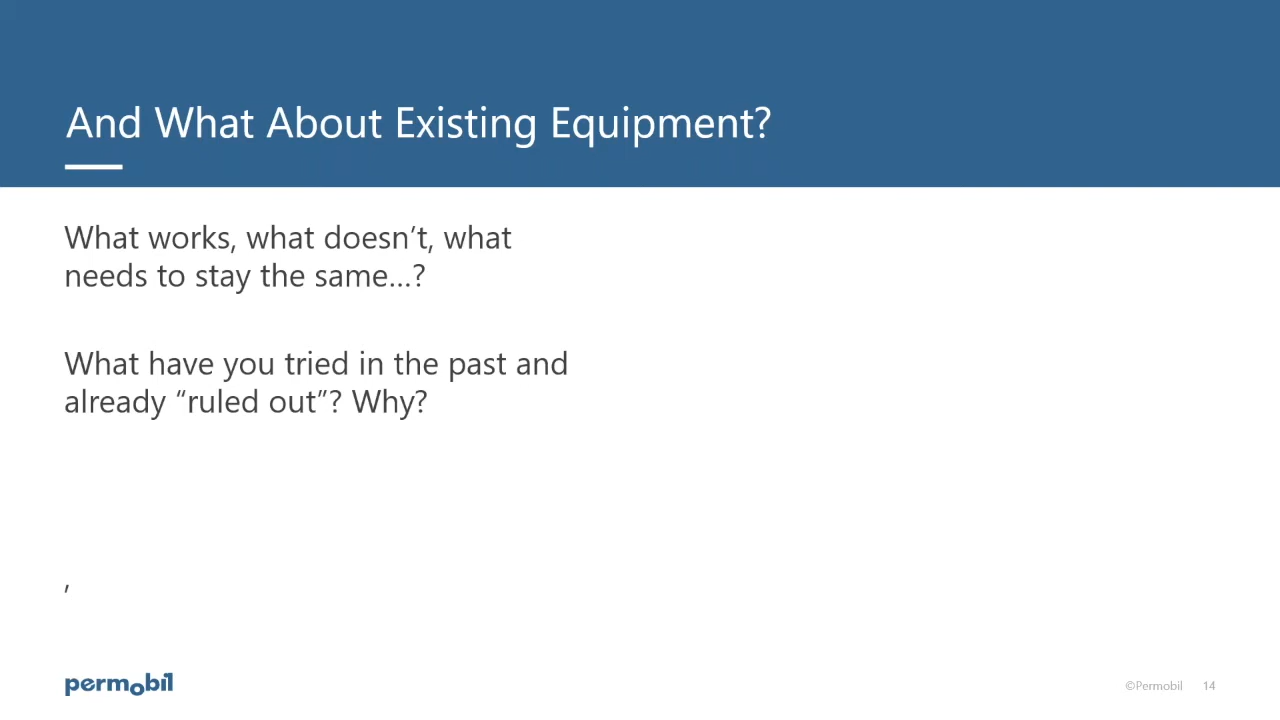 And What About Existing Equipment?
What works, what doesn’t, what
needs to stay the same…?
What have you tried in the past and
already “ruled out”? Why?
,
permobil
©Permobil 14